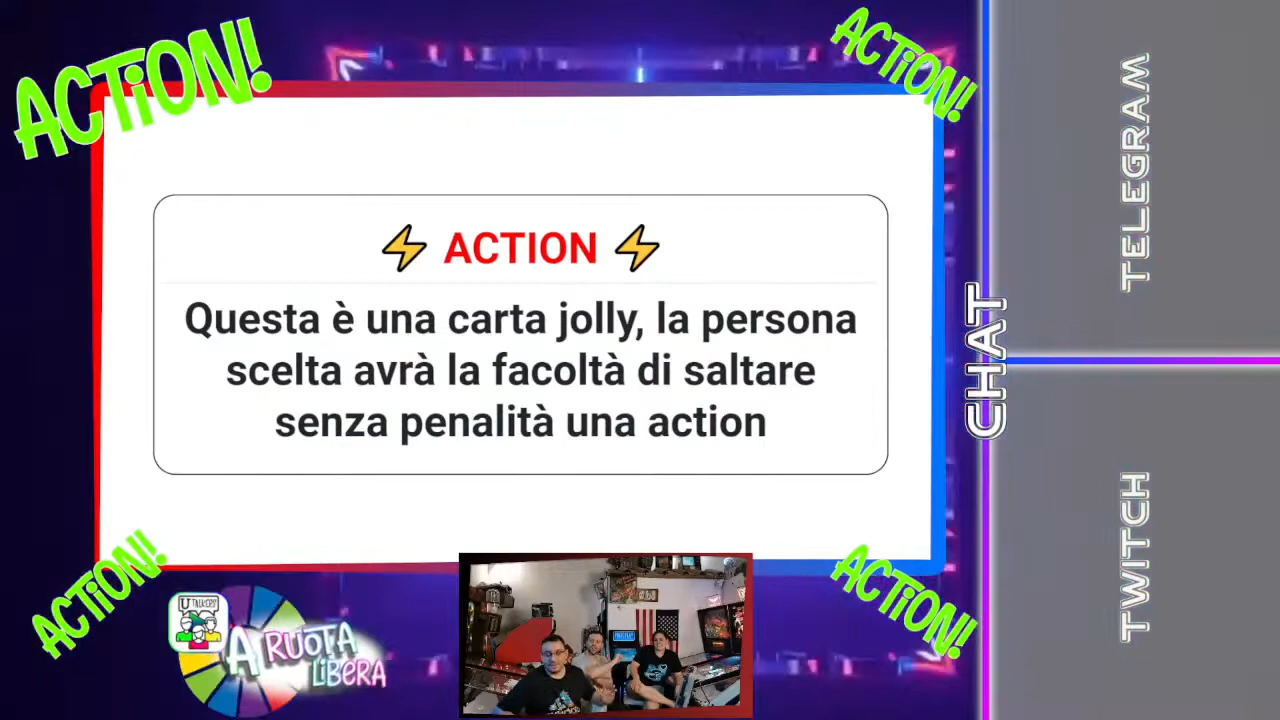 ACTION!
ACTION!
⚡ ACTION ⚡
Questa è una carta jolly, la persona
scelta avrà la facoltà di saltare
senza penalità una action
TELEGRAM
CHAT
TWITCH
ACTION!
ACTION!
A RUOTA
LIBERA